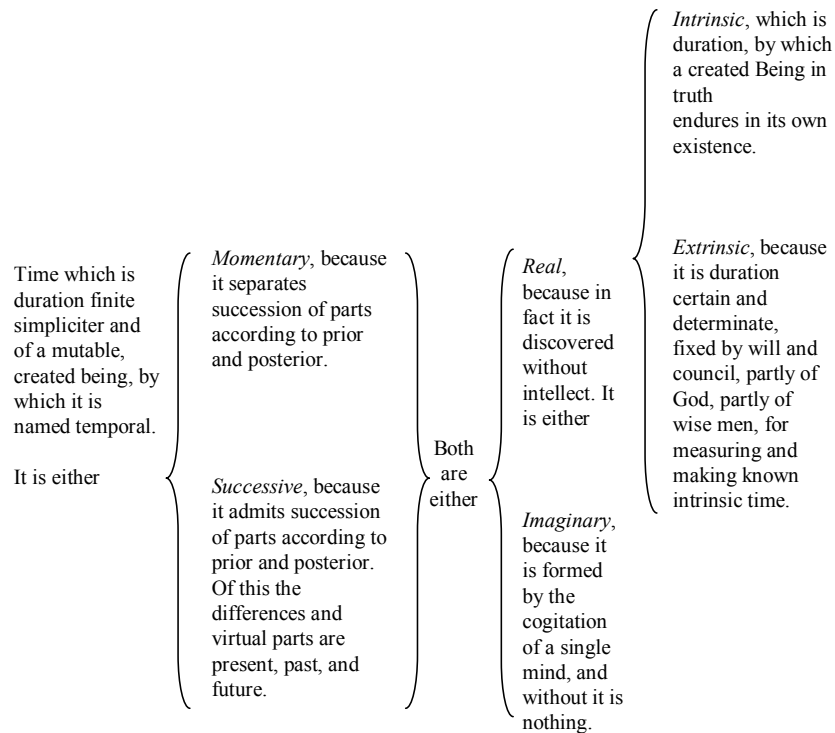 Time which is
duration finite
simpliciter and
of a mutable,
created being, by
which it is
named temporal.
It is either
Momentary, because
it separates
succession of parts
according to prior
and posterior.
Successive, because
it admits succession
of parts according to
prior and posterior.
Of this the
differences and
virtual parts are
present, past, and
future.
Both
are
either
Real,
because in
fact it is
discovered
without
intellect. It
is either
Imaginary,
because it
is formed
by the
cogitation
of a single
mind, and
without it is
nothing.
Intrinsic, which is
duration, by which
a created Being in
truth
endures in its own
existence.
Extrinsic, because
it is duration
certain and
determinate,
fixed by will and
council, partly of
God, partly of
wise men, for
measuring and
making known
intrinsic time.